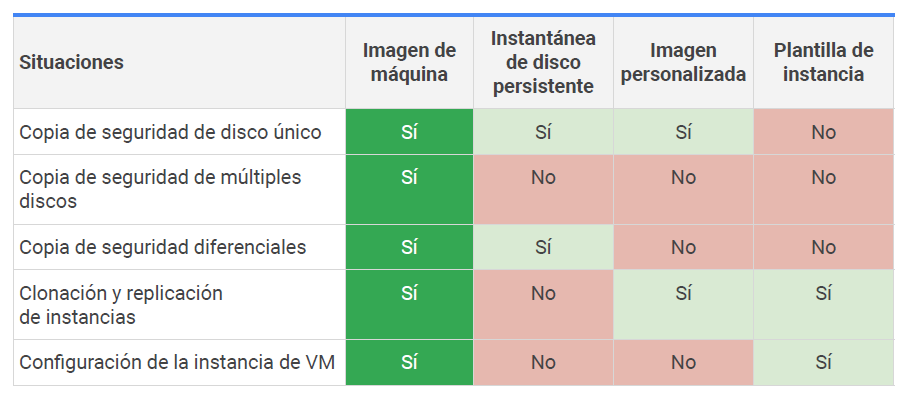 Situaciones
Imagen de
máquina
Instantánea
de disco
persistente
Imagen
personalizada
Plantilla de
instancia
Copia de seguridad de disco único
Sí
Sí
Sí
No
Copia de seguridad de múltiples
discos
Sí
No
No
No
Copia de seguridad diferenciales
Sí
Sí
No
No
Clonación y replicación
de instancias
Sí
No
Sí
Sí
Configuración de la instancia de VM
Sí
No
No
Sí